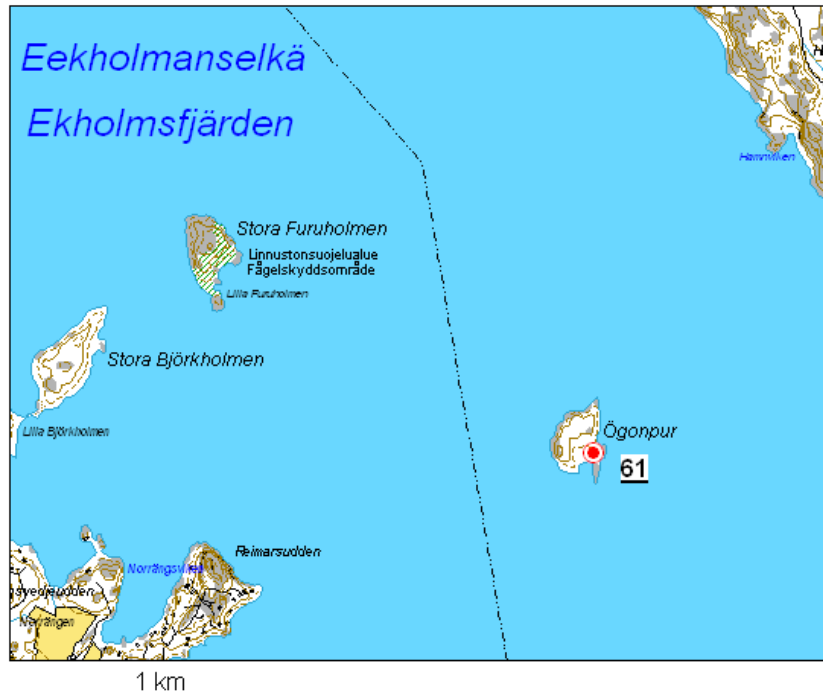 Eekholmanselkä
Ekholmsfjärden
Hamnviken
Stora Furuholmen
Linnustonsuojelualue
Fågelskyddsområde
Lilla Furuholmen
Stora Björkholmen
Lilla Björkholmen
Ögonpur
61
Reimarsudden
Norrängsviken
svedjeudden
Norrängen
1 km